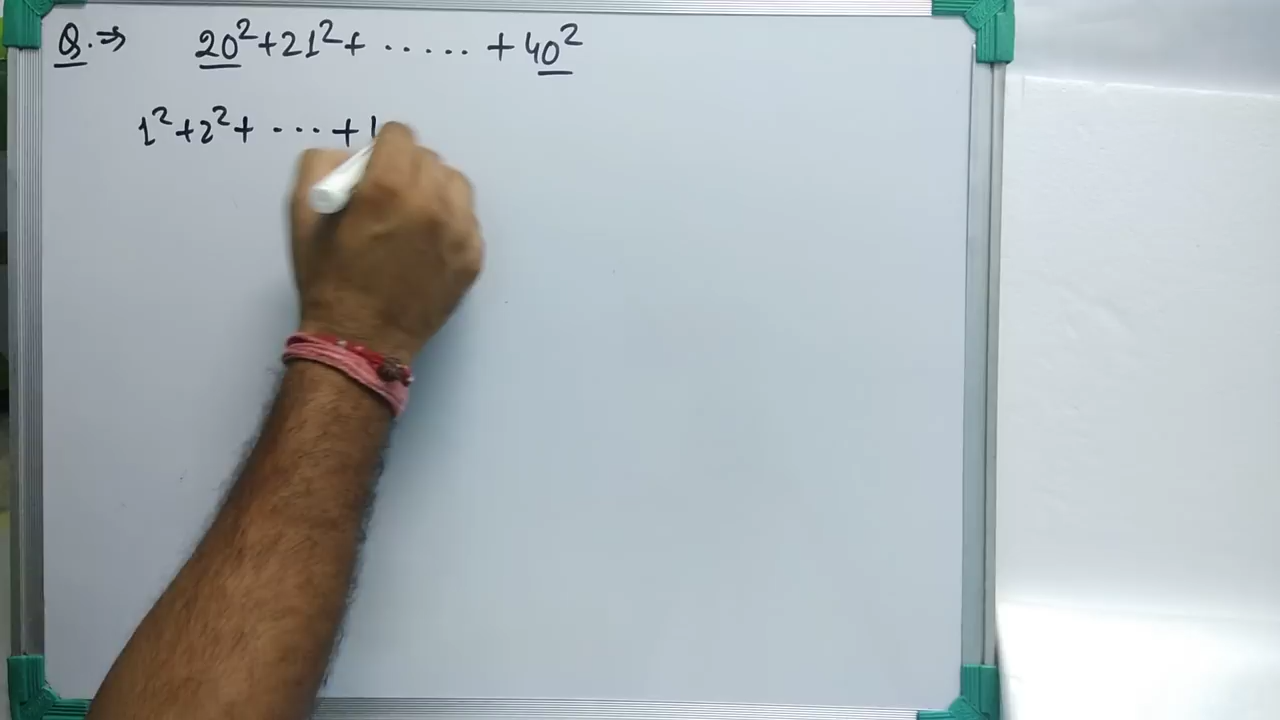 Q.⇒ 20²+21²+ ..... +40²
1²+2²+ ... +